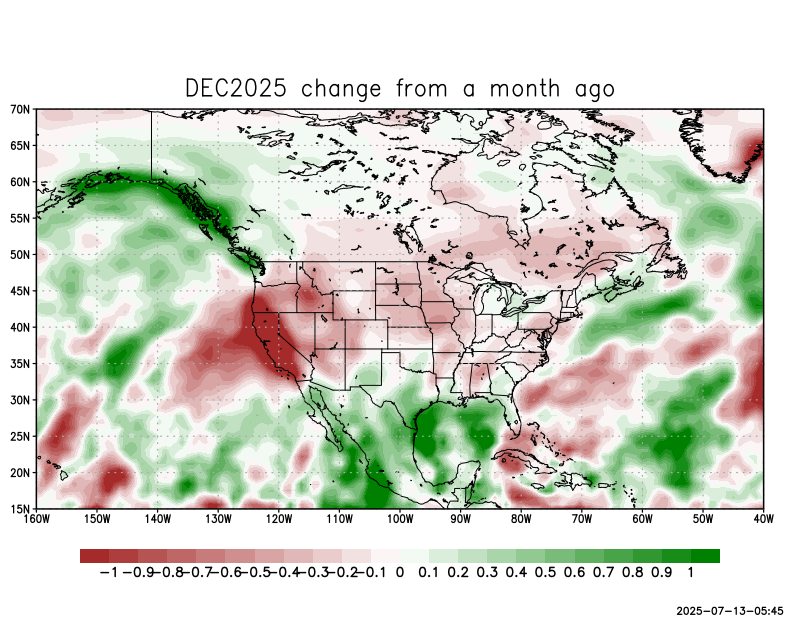 DEC2025 change from a month ago
70N
65N
60N
55N
50N
45N
40N
35N
30N
25N
20N
15N
160W 150W 140W 130W 120W 110W 100W 90W 80W 70W 60W 50W 40W
-1 -0.9 -0.8 -0.7 -0.6 -0.5 -0.4 -0.3 -0.2 -0.1 0 0.1 0.2 0.3 0.4 0.5 0.6 0.7 0.8 0.9 1
2025-07-13-05:45